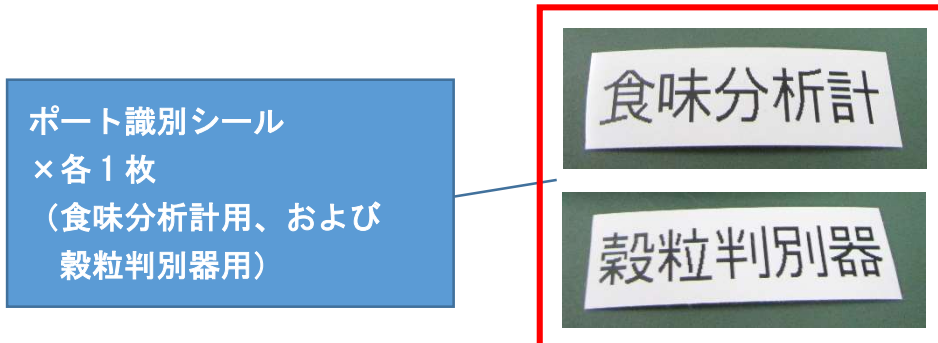 ポート識別シール
×各１枚
（食味分析計用、および
穀粒判別器用）
食味分析計
穀粒判別器